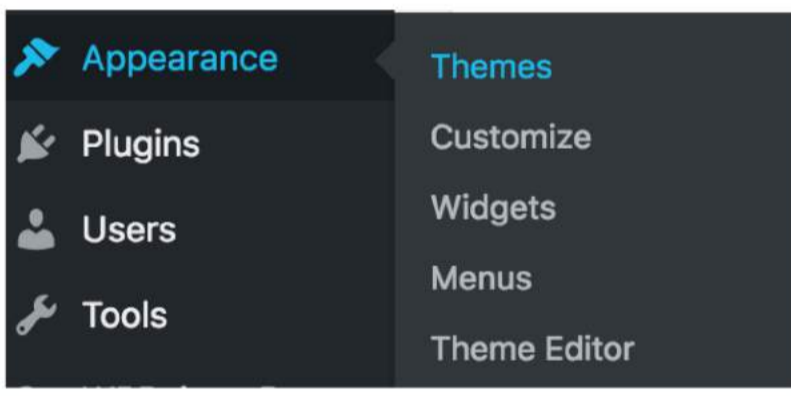 Appearance
Plugins
Users
Tools
Themes
Customize
Widgets
Menus
Theme Editor